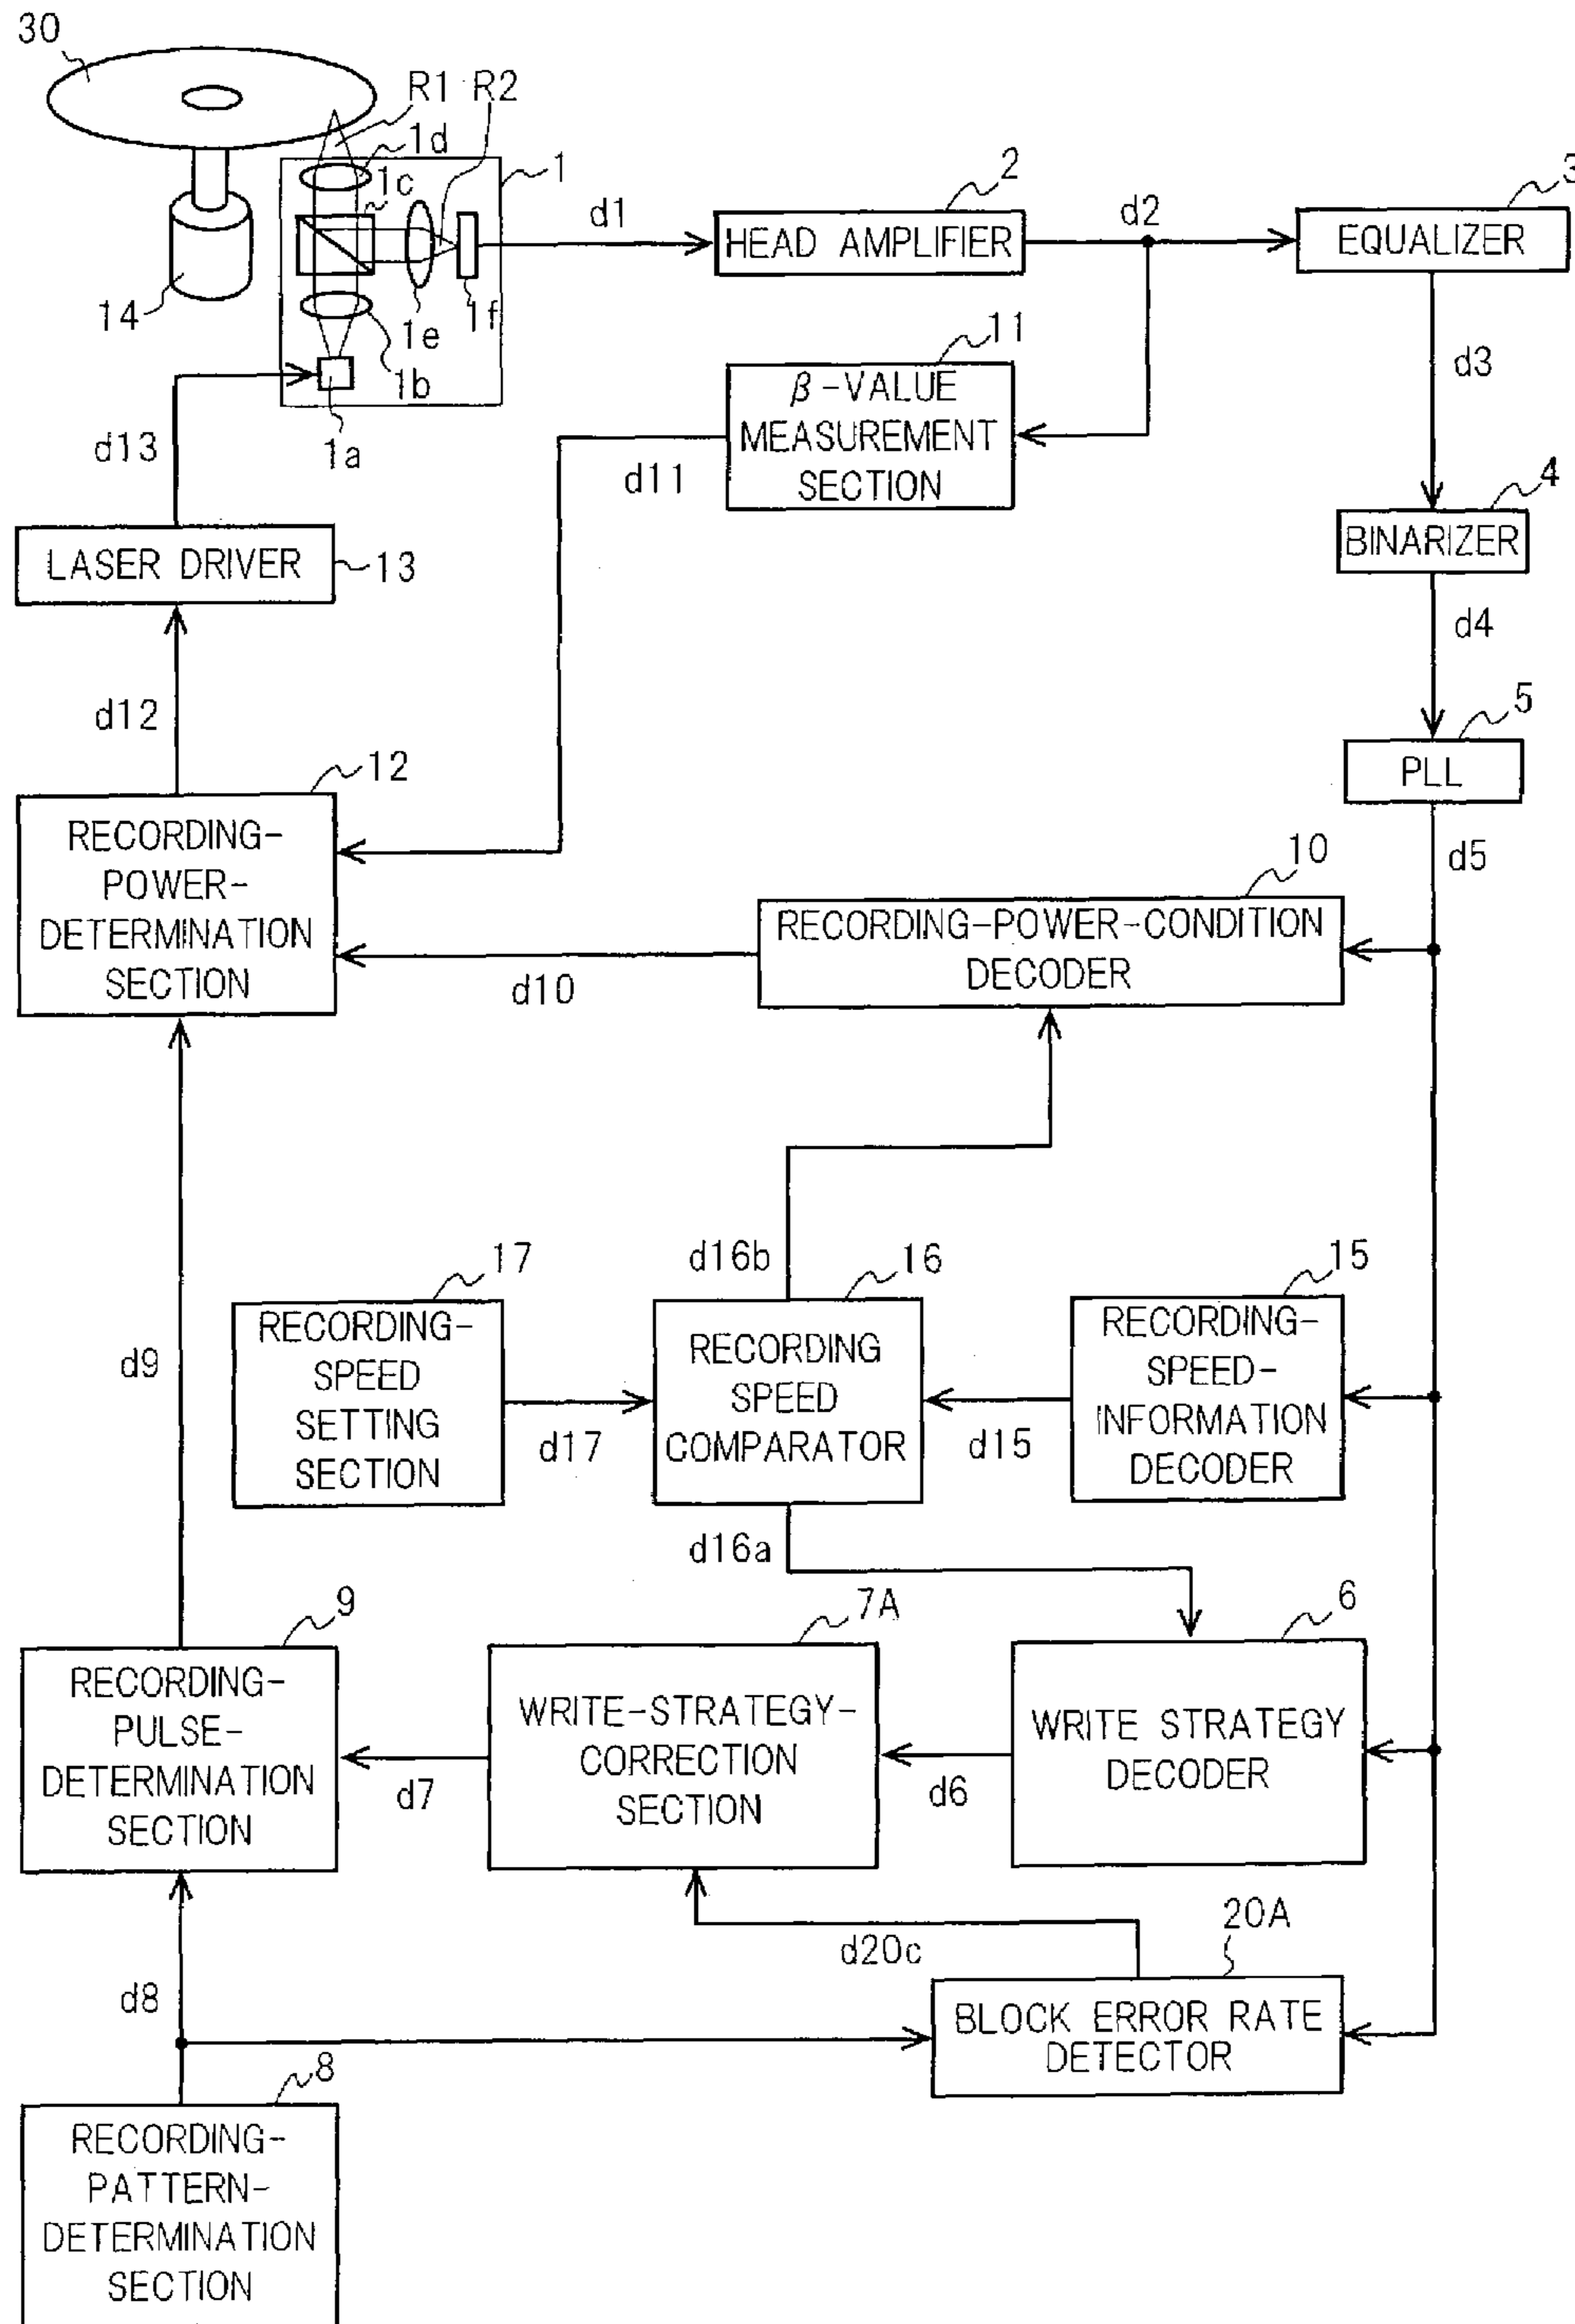 30
R1 R2
1d
1
1c
2
3
d1
HEAD AMPLIFIER
d2
EQUALIZER
14
1e
1f
1b
1a
11
β-VALUE
MEASUREMENT
SECTION
d3
d13
d11
4
BINARIZER
LASER DRIVER
13
d4
d12
5
PLL
12
RECORDING-
POWER-
DETERMINATION
SECTION
d5
10
RECORDING-POWER-CONDITION
DECODER
d10
d9
17
RECORDING-
SPEED
SETTING
SECTION
d17
d16b
16
RECORDING
SPEED
COMPARATOR
d15
15
RECORDING-
SPEED-
INFORMATION
DECODER
d16a
9
RECORDING-
PULSE-
DETERMINATION
SECTION
d7
7A
WRITE-STRATEGY-
CORRECTION
SECTION
d6
6
WRITE STRATEGY
DECODER
d20c
20A
BLOCK ERROR RATE
DETECTOR
d8
8
RECORDING-
PATTERN-
DETERMINATION
SECTION